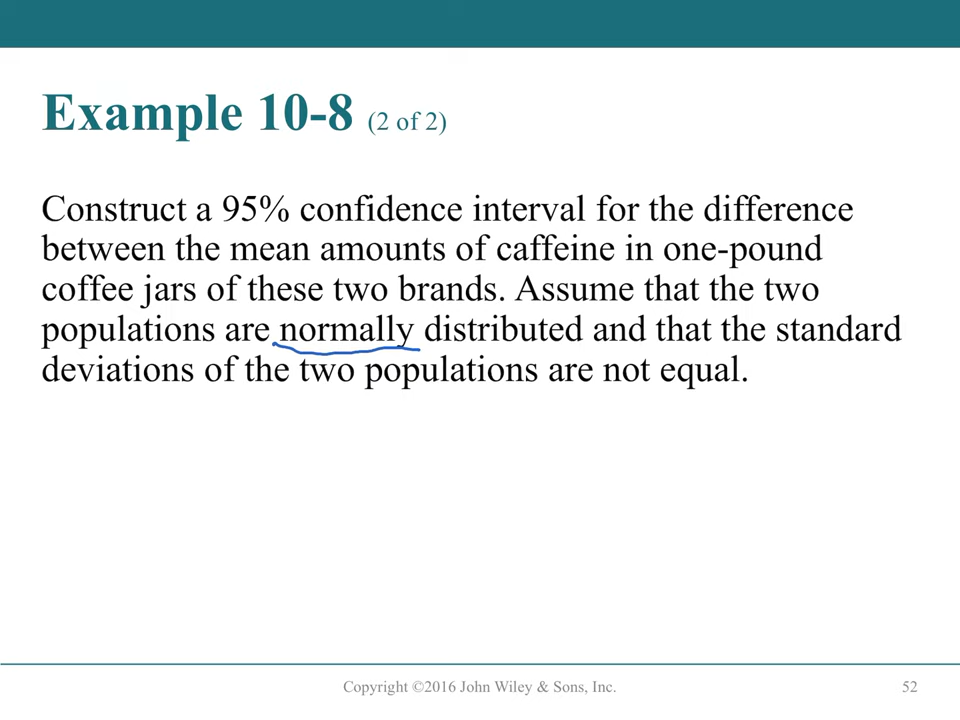 Example 10-8 (2 of 2)
Construct a 95% confidence interval for the difference
between the mean amounts of caffeine in one-pound
coffee jars of these two brands. Assume that the two
populations are normally distributed and that the standard
deviations of the two populations are not equal.
Copyright ©2016 John Wiley & Sons, Inc.
52